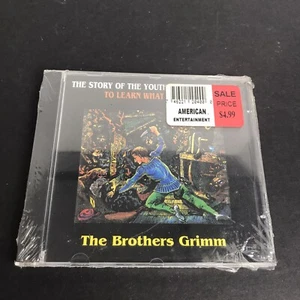 THE STORY OF THE YOUTH
TO LEARN WHAT
AMERICAN
ENTERTAINMENT
SALE
PRICE
$4.99
The Brothers Grimm